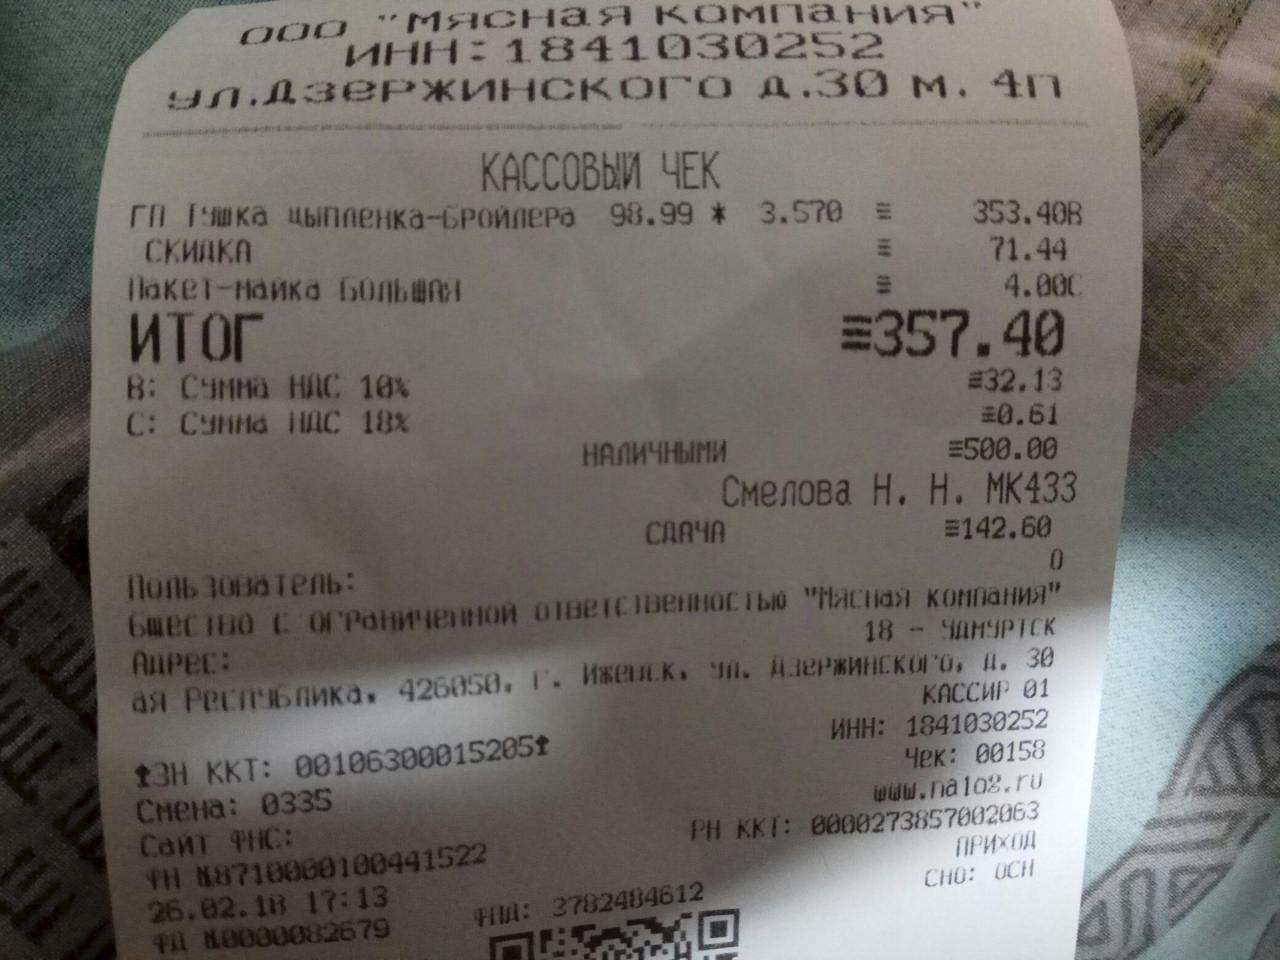 ООО "Мясная компания"
ИНН:1841030252
ул.Дзержинского д.30 м. 4п
КАССОВЫЙ ЧЕК
ГП Тушка цыпленка-бройлера 98.99 * 3.570 ≡ 353.40В
СКИДКА ≡ 71.44
Пакет-майка БОЛЬШАЯ ≡ 4.00С
ИТОГ ≡357.40
В: Сумма НДС 10% ≡32.13
С: Сумма НДС 18% ≡0.61
НАЛИЧНЫМИ ≡500.00
Смелова Н. Н. МК433
СДАЧА ≡142.60
Пользователь: О
бщество с ограниченной ответственностью "Мясная компания"
Адрес: 18 - Удмуртск
ая Республика, 426050, г. Ижевск, ул. Дзержинского, д. 30
КАССИР 01
ЗН ККТ: 00106300015205 ИНН: 1841030252
Смена: 0335 Чек: 00158
Сайт ФНС: www.nalog.ru
ФН №8710000100441522 РН ККТ: 0000273857002063
26.02.18 17:13 ПРИХОД
ФД №0000082679 ФПД: 3782484612 СНО: ОСН